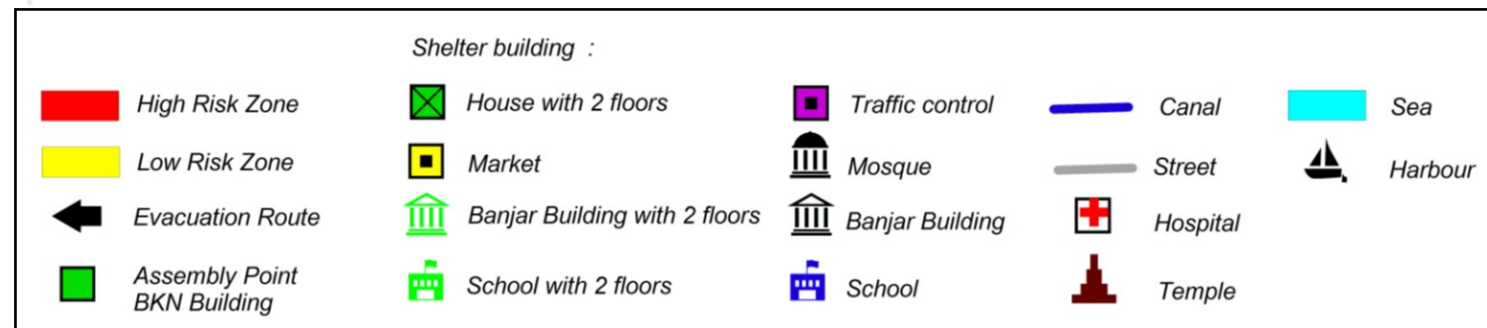 Shelter building :
High Risk Zone
House with 2 floors
Traffic control
Canal
Sea
Low Risk Zone
Market
Mosque
Street
Harbour
Evacuation Route
Banjar Building with 2 floors
Banjar Building
Hospital
Assembly Point
BKN Building
School with 2 floors
School
Temple